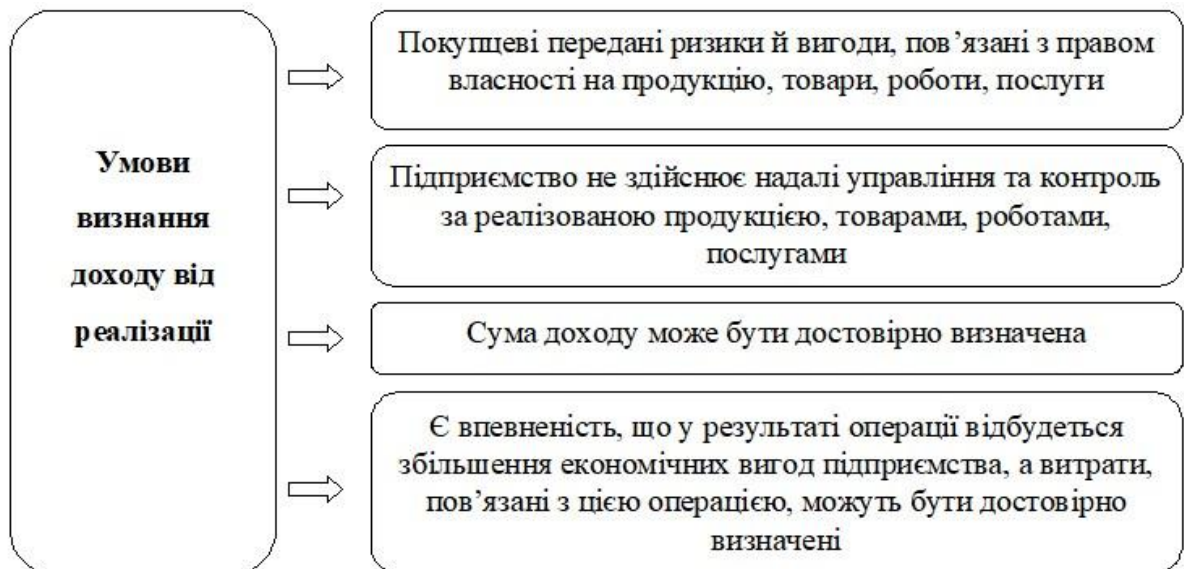 Умови
визнання
доходу від
реалізації
Покупцеві передані ризики й вигоди, пов’язані з правом
власності на продукцію, товари, роботи, послуги
Підприємство не здійснює надалі управління та контроль
за реалізованою продукцією, товарами, роботами,
послугами
Сума доходу може бути достовірно визначена
Є впевненість, що у результаті операції відбудеться
збільшення економічних вигод підприємства, а витрати,
пов’язані з цією операцією, можуть бути достовірно
визначені